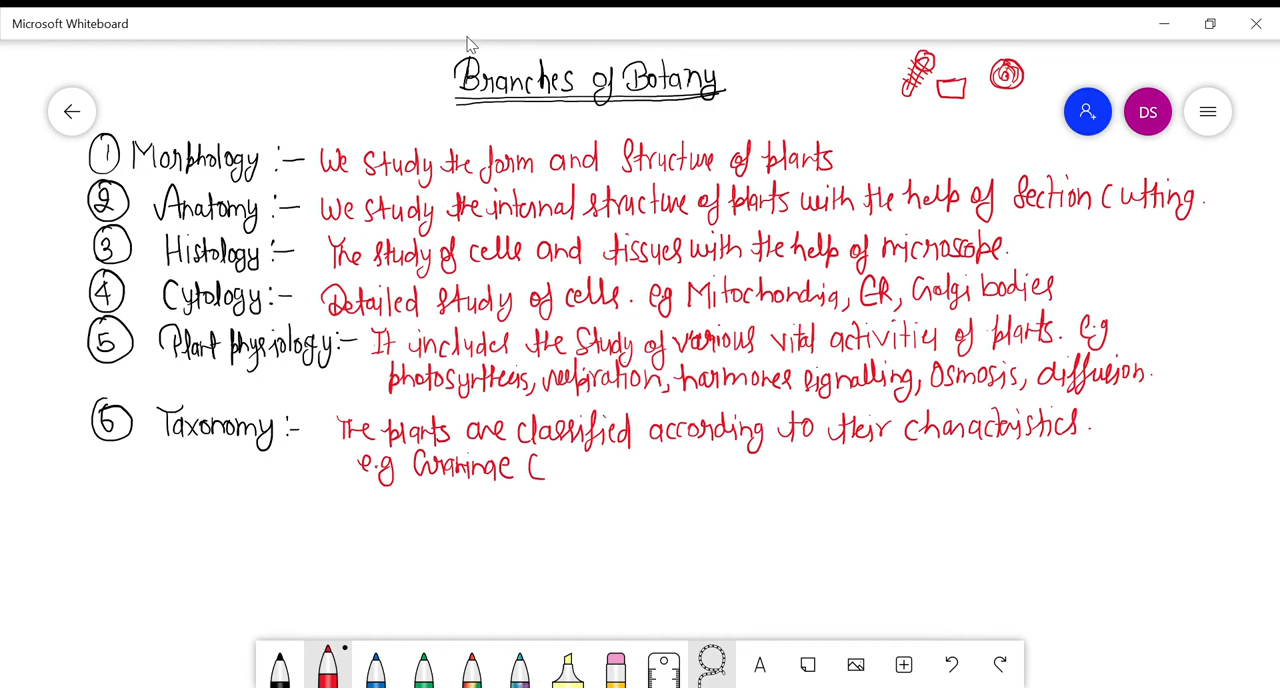 Microsoft Whiteboard
Branches of Botany
DS
1 Morphology :- We study the form and structure of plants
2 Anatomy :- We study the internal structure of plants with the help of section cutting.
3 Histology :- The study of cells and tissues with the help of microscope.
4 Cytology :- Detailed study of cells. eg Mitochondria, ER, Golgi bodies
5 Plant physiology :- It includes the study of various vital activities of plants. e.g
photosynthesis, respiration, harmones signalling, osmosis, diffusion.
6 Taxonomy :- The plants are classified according to their characteristics.
e.g (
A